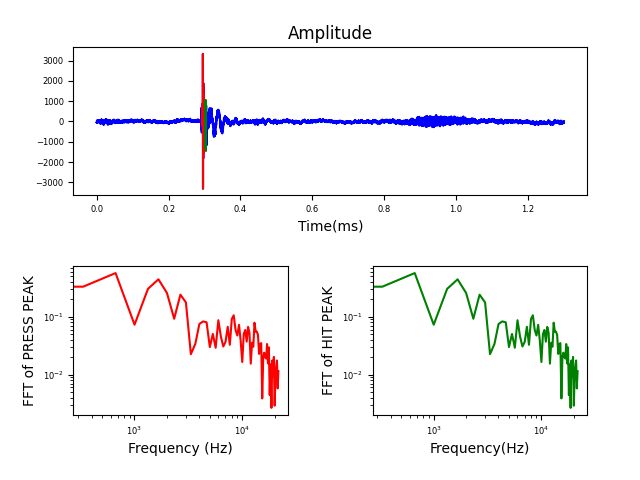 Amplitude
3000
2000
1000
0
−1000
−2000
−3000
0.0 0.2 0.4 0.6 0.8 1.0 1.2
Time(ms)
FFT of PRESS PEAK
10⁻¹
10⁻²
10³ 10⁴
Frequency (Hz)
FFT of HIT PEAK
10⁻¹
10⁻²
10³ 10⁴
Frequency(Hz)